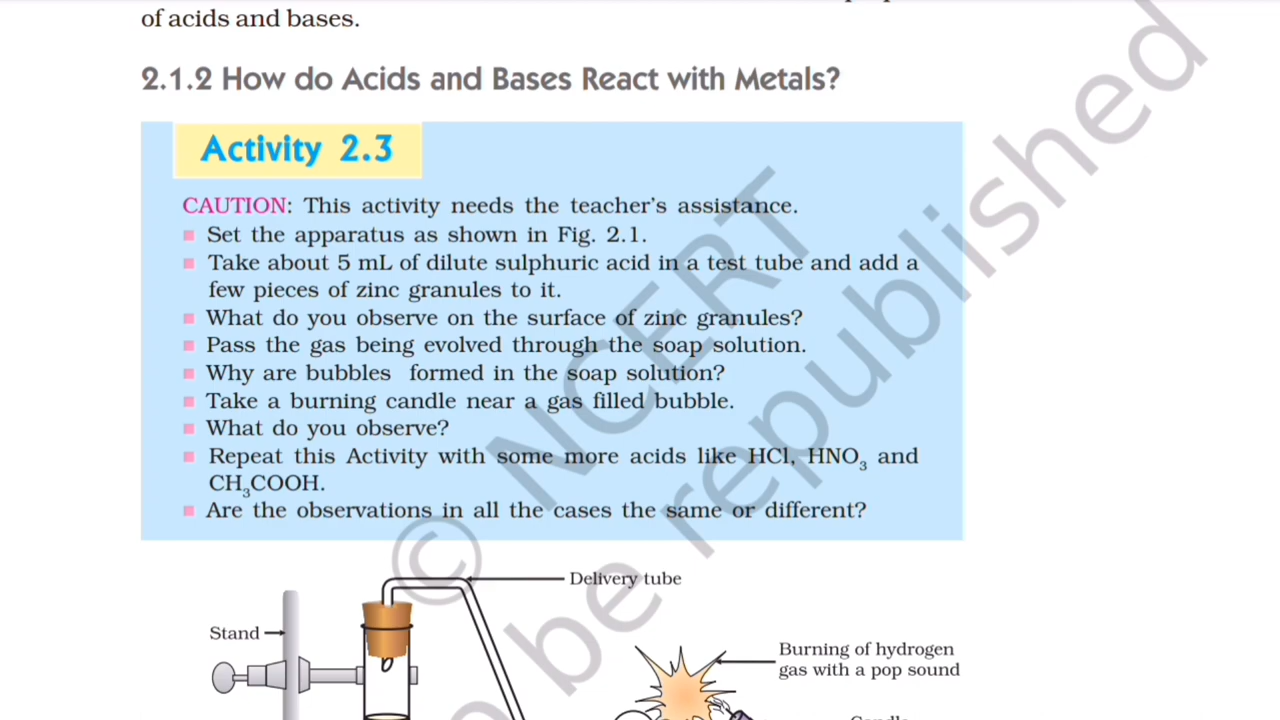 of acids and bases.
2.1.2 How do Acids and Bases React with Metals?
Activity 2.3
CAUTION: This activity needs the teacher's assistance.
Set the apparatus as shown in Fig. 2.1.
Take about 5 mL of dilute sulphuric acid in a test tube and add a
few pieces of zinc granules to it.
What do you observe on the surface of zinc granules?
Pass the gas being evolved through the soap solution.
Why are bubbles formed in the soap solution?
Take a burning candle near a gas filled bubble.
What do you observe?
Repeat this Activity with some more acids like HCl, HNO₃ and
CH₃COOH.
Are the observations in all the cases the same or different?
© NCERT
be republished
Delivery tube
Stand
Burning of hydrogen
gas with a pop sound